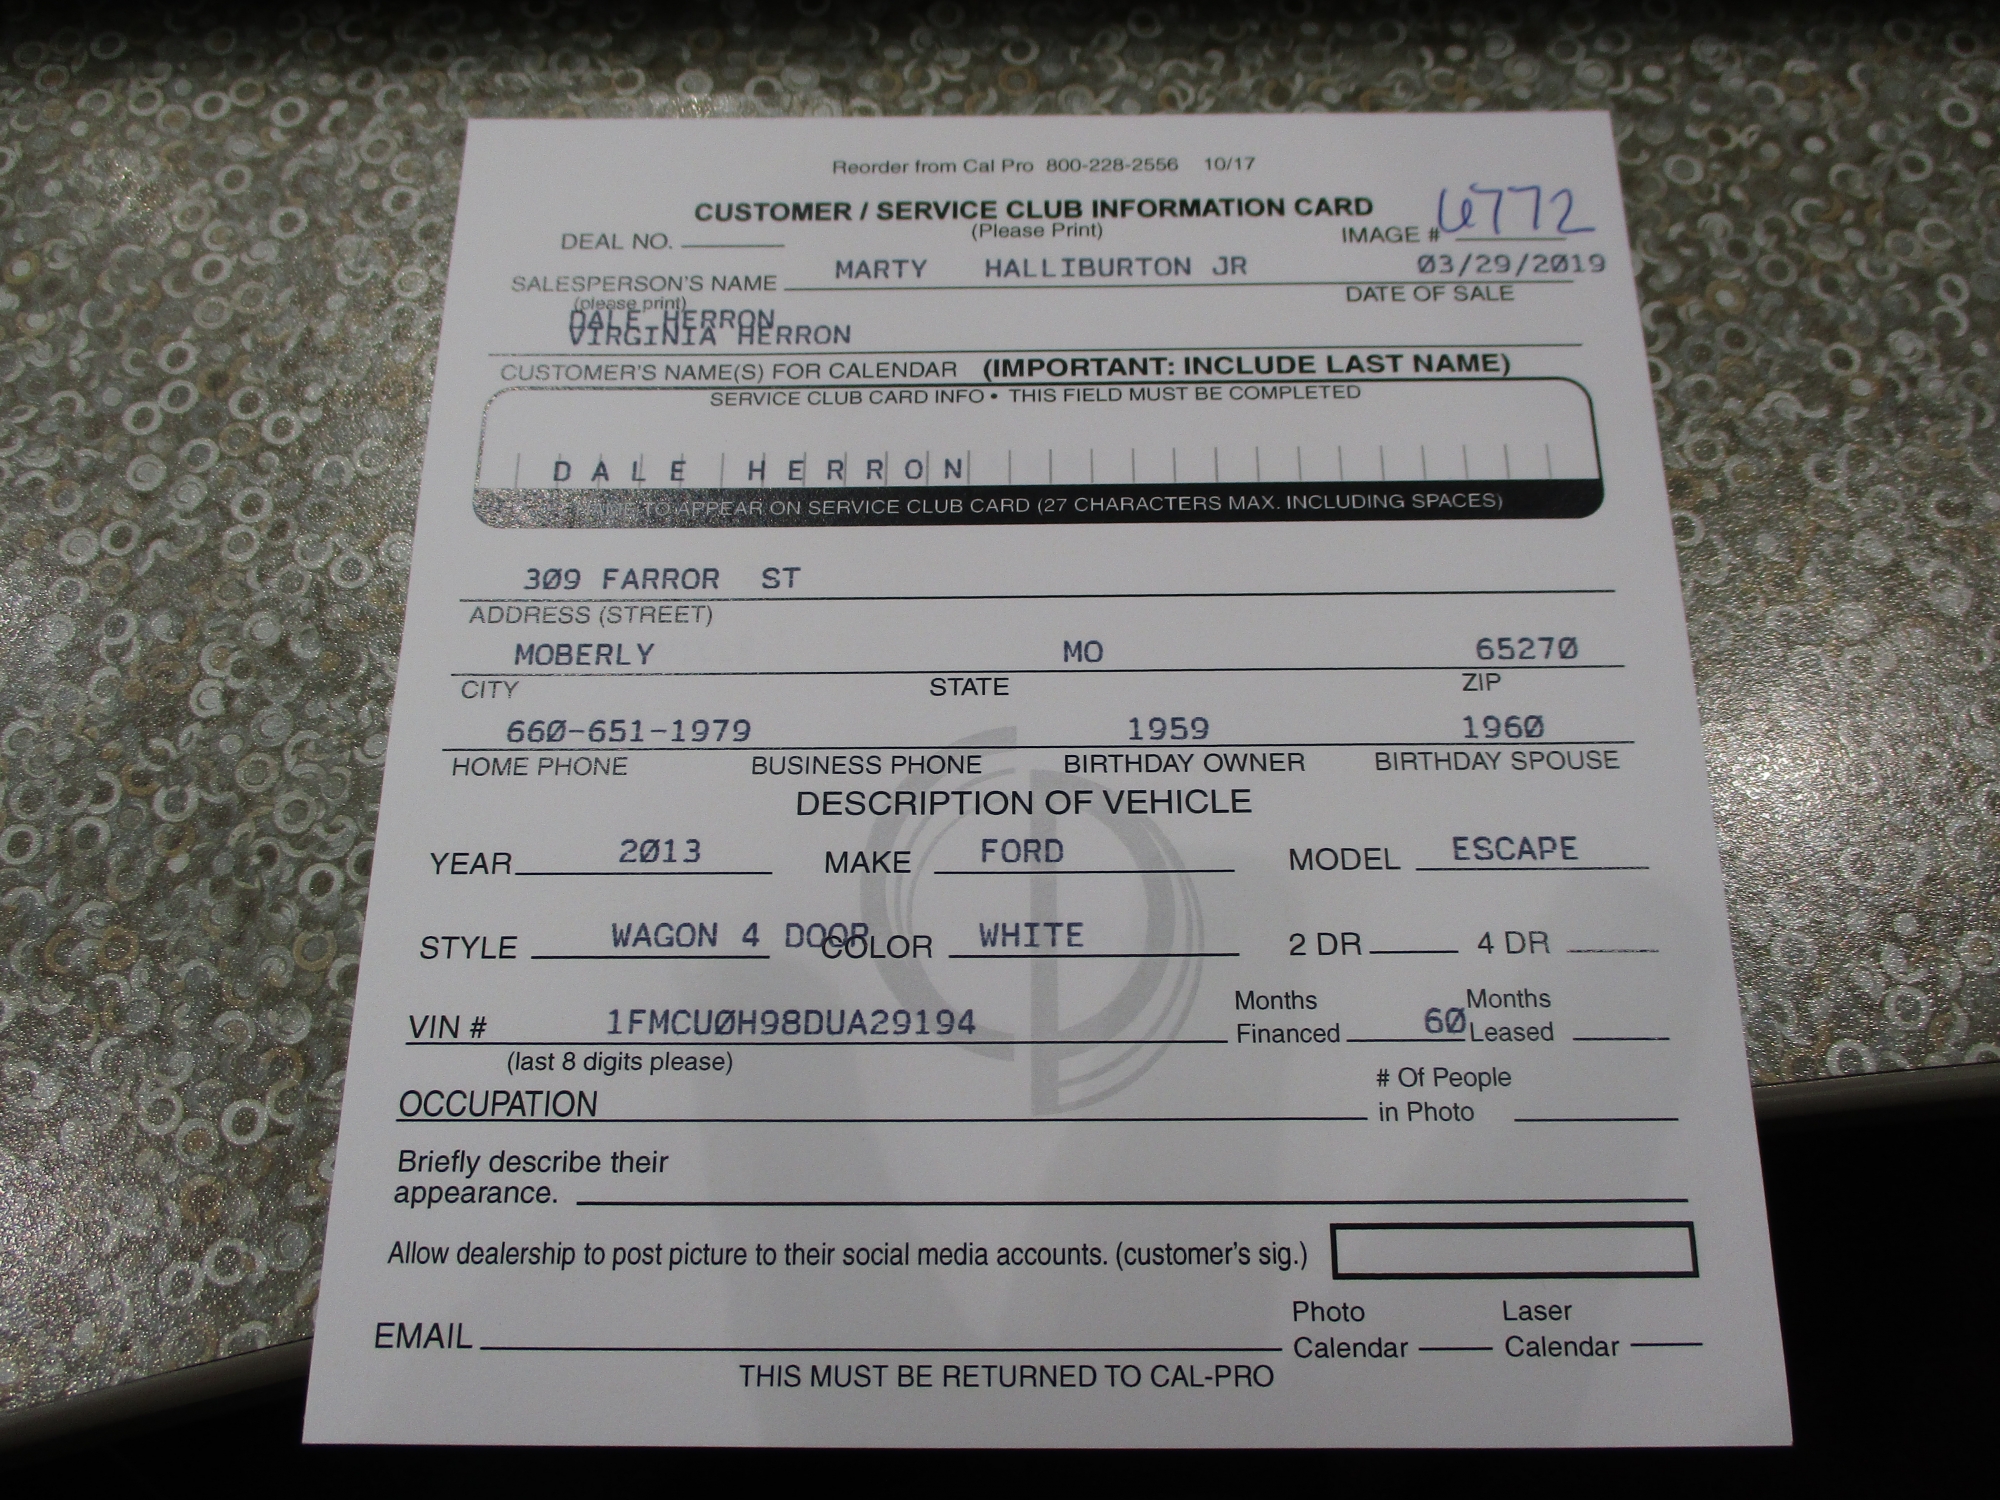 Reorder from Cal Pro 800-228-2556 10/17
CUSTOMER / SERVICE CLUB INFORMATION CARD
(Please Print)
DEAL NO.
IMAGE # 6772
SALESPERSON'S NAME MARTY HALLIBURTON JR 03/29/2019
(please print) DATE OF SALE
DALE HERRON
VIRGINIA HERRON
CUSTOMER'S NAME(S) FOR CALENDAR (IMPORTANT: INCLUDE LAST NAME)
SERVICE CLUB CARD INFO • THIS FIELD MUST BE COMPLETED
DALE HERRON
NAME TO APPEAR ON SERVICE CLUB CARD (27 CHARACTERS MAX. INCLUDING SPACES)
309 FARROR ST
ADDRESS (STREET)
MOBERLY MO 65270
CITY STATE ZIP
660-651-1979 1959 1960
HOME PHONE BUSINESS PHONE BIRTHDAY OWNER BIRTHDAY SPOUSE
DESCRIPTION OF VEHICLE
YEAR 2013 MAKE FORD MODEL ESCAPE
STYLE WAGON 4 DOOR COLOR WHITE 2 DR 4 DR
VIN # 1FMCU0H98DUA29194 Months Financed 60 Months Leased
(last 8 digits please)
OCCUPATION # Of People in Photo
Briefly describe their
appearance.
Allow dealership to post picture to their social media accounts. (customer's sig.)
EMAIL Photo Calendar Laser Calendar
THIS MUST BE RETURNED TO CAL-PRO